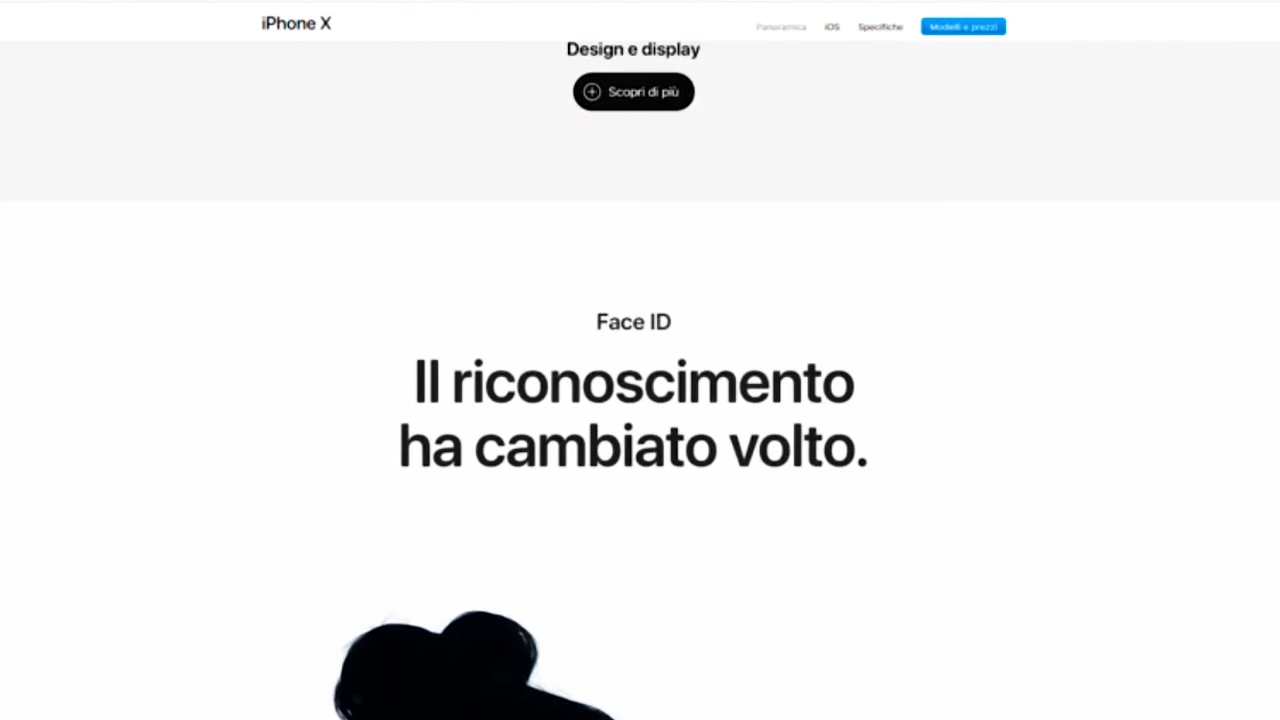 iPhone X
Panoramica
iOS
Specifiche
Modelli e prezzi
Design e display
Scopri di più
Face ID
Il riconoscimento
ha cambiato volto.